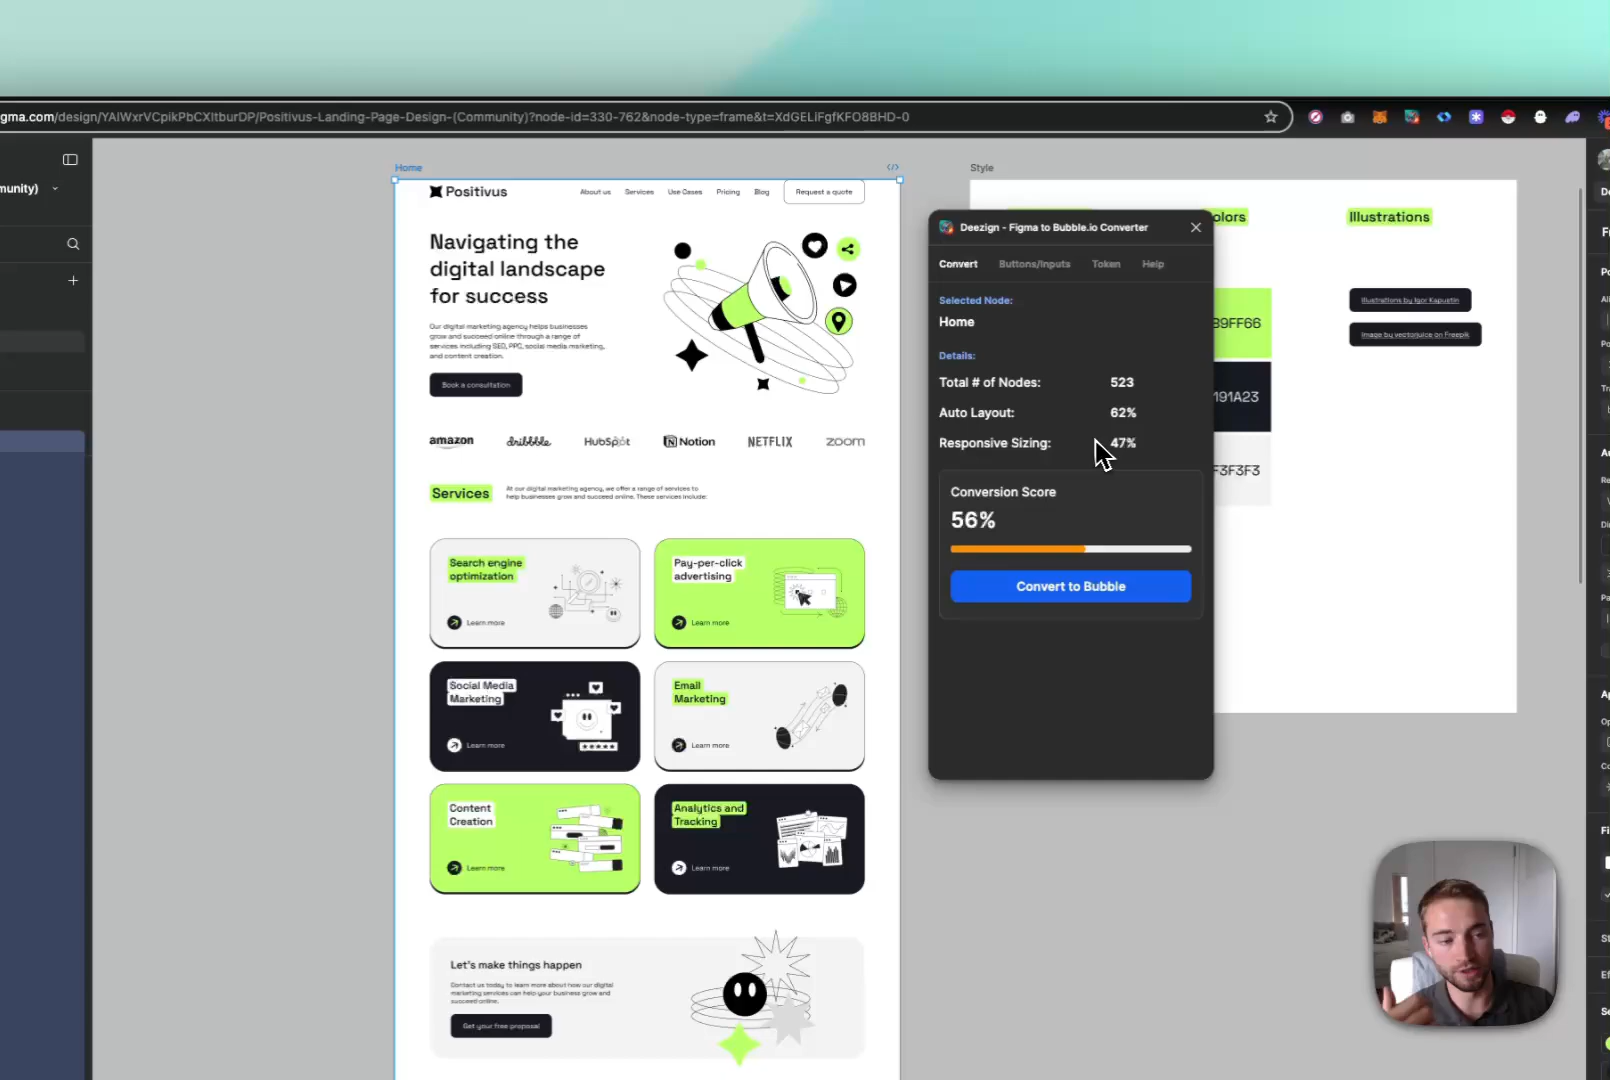 gma.com/design/YAlWxrVCpikPbCXltburDP/Positivus-Landing-Page-Design-(Community)?node-id=330-762&node-type=frame&t=XdGELiFgfKFO8BHD-0
munity)
Home
Style
Positivus
About us
Services
Use Cases
Pricing
Blog
Request a quote
Navigating the
digital landscape
for success
Our digital marketing agency helps businesses
grow and succeed online through a range of
services including SEO, PPC, social media marketing,
and content creation.
Book a consultation
amazon
dribbble
HubSpot
Notion
NETFLIX
zoom
Services
At our digital marketing agency, we offer a range of services to
help businesses grow and succeed online. These services include:
Search engine
optimization
Learn more
Pay-per-click
advertising
Learn more
Social Media
Marketing
Learn more
Email
Marketing
Learn more
Content
Creation
Learn more
Analytics and
Tracking
Learn more
Let's make things happen
Contact us today to learn more about how our digital
marketing services can help your business grow and
succeed online.
Get your free proposal
Deezign - Figma to Bubble.io Converter
Convert
Buttons/Inputs
Token
Help
Selected Node:
Home
Details:
Total # of Nodes: 523
Auto Layout: 62%
Responsive Sizing: 47%
Conversion Score
56%
Convert to Bubble
olors
B9FF66
191A23
F3F3F3
Illustrations
Illustrations by Igor Kapustin
Image by vectorjuice on Freepik